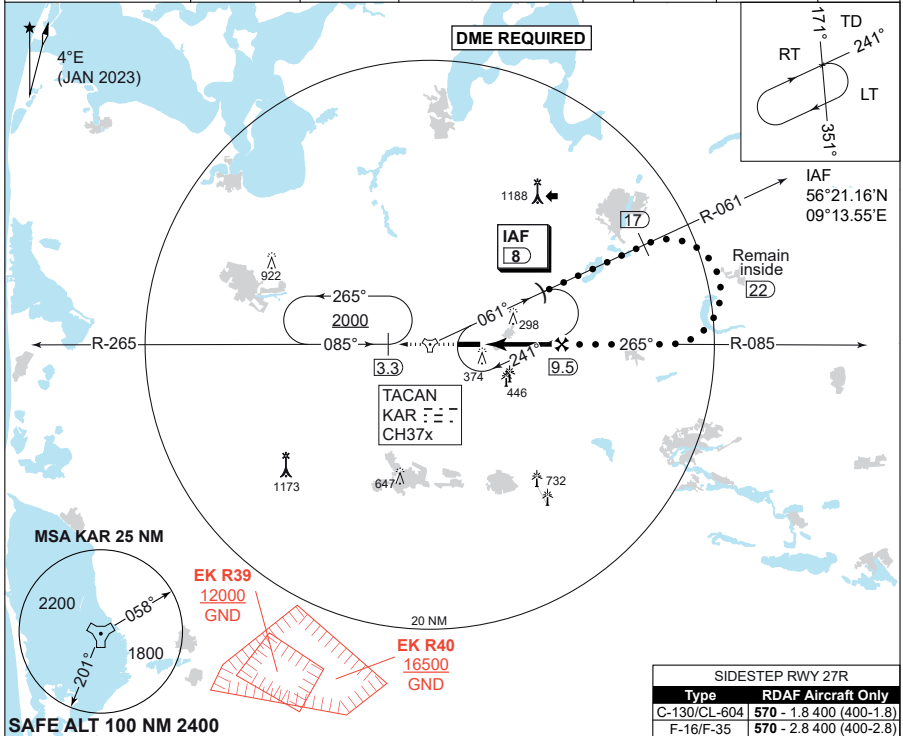 DME REQUIRED
4°E
(JAN 2023)
171°
TD
241°
RT
LT
351°
IAF
56°21.16'N
09°13.55'E
1188
R-061
17
IAF
8
Remain
inside
22
922
265°
2000
061°
298
R-265
085°
265°
R-085
3.3
374
241°
9.5
446
TACAN
KAR
CH37x
1173
647
732
MSA KAR 25 NM
2200
058°
1800
201°
EK R39
12000
GND
20 NM
EK R40
16500
GND
SAFE ALT 100 NM 2400
SIDESTEP RWY 27R
Type RDAF Aircraft Only
C-130/CL-604 570 - 1.8 400 (400-1.8)
F-16/F-35 570 - 2.8 400 (400-2.8)